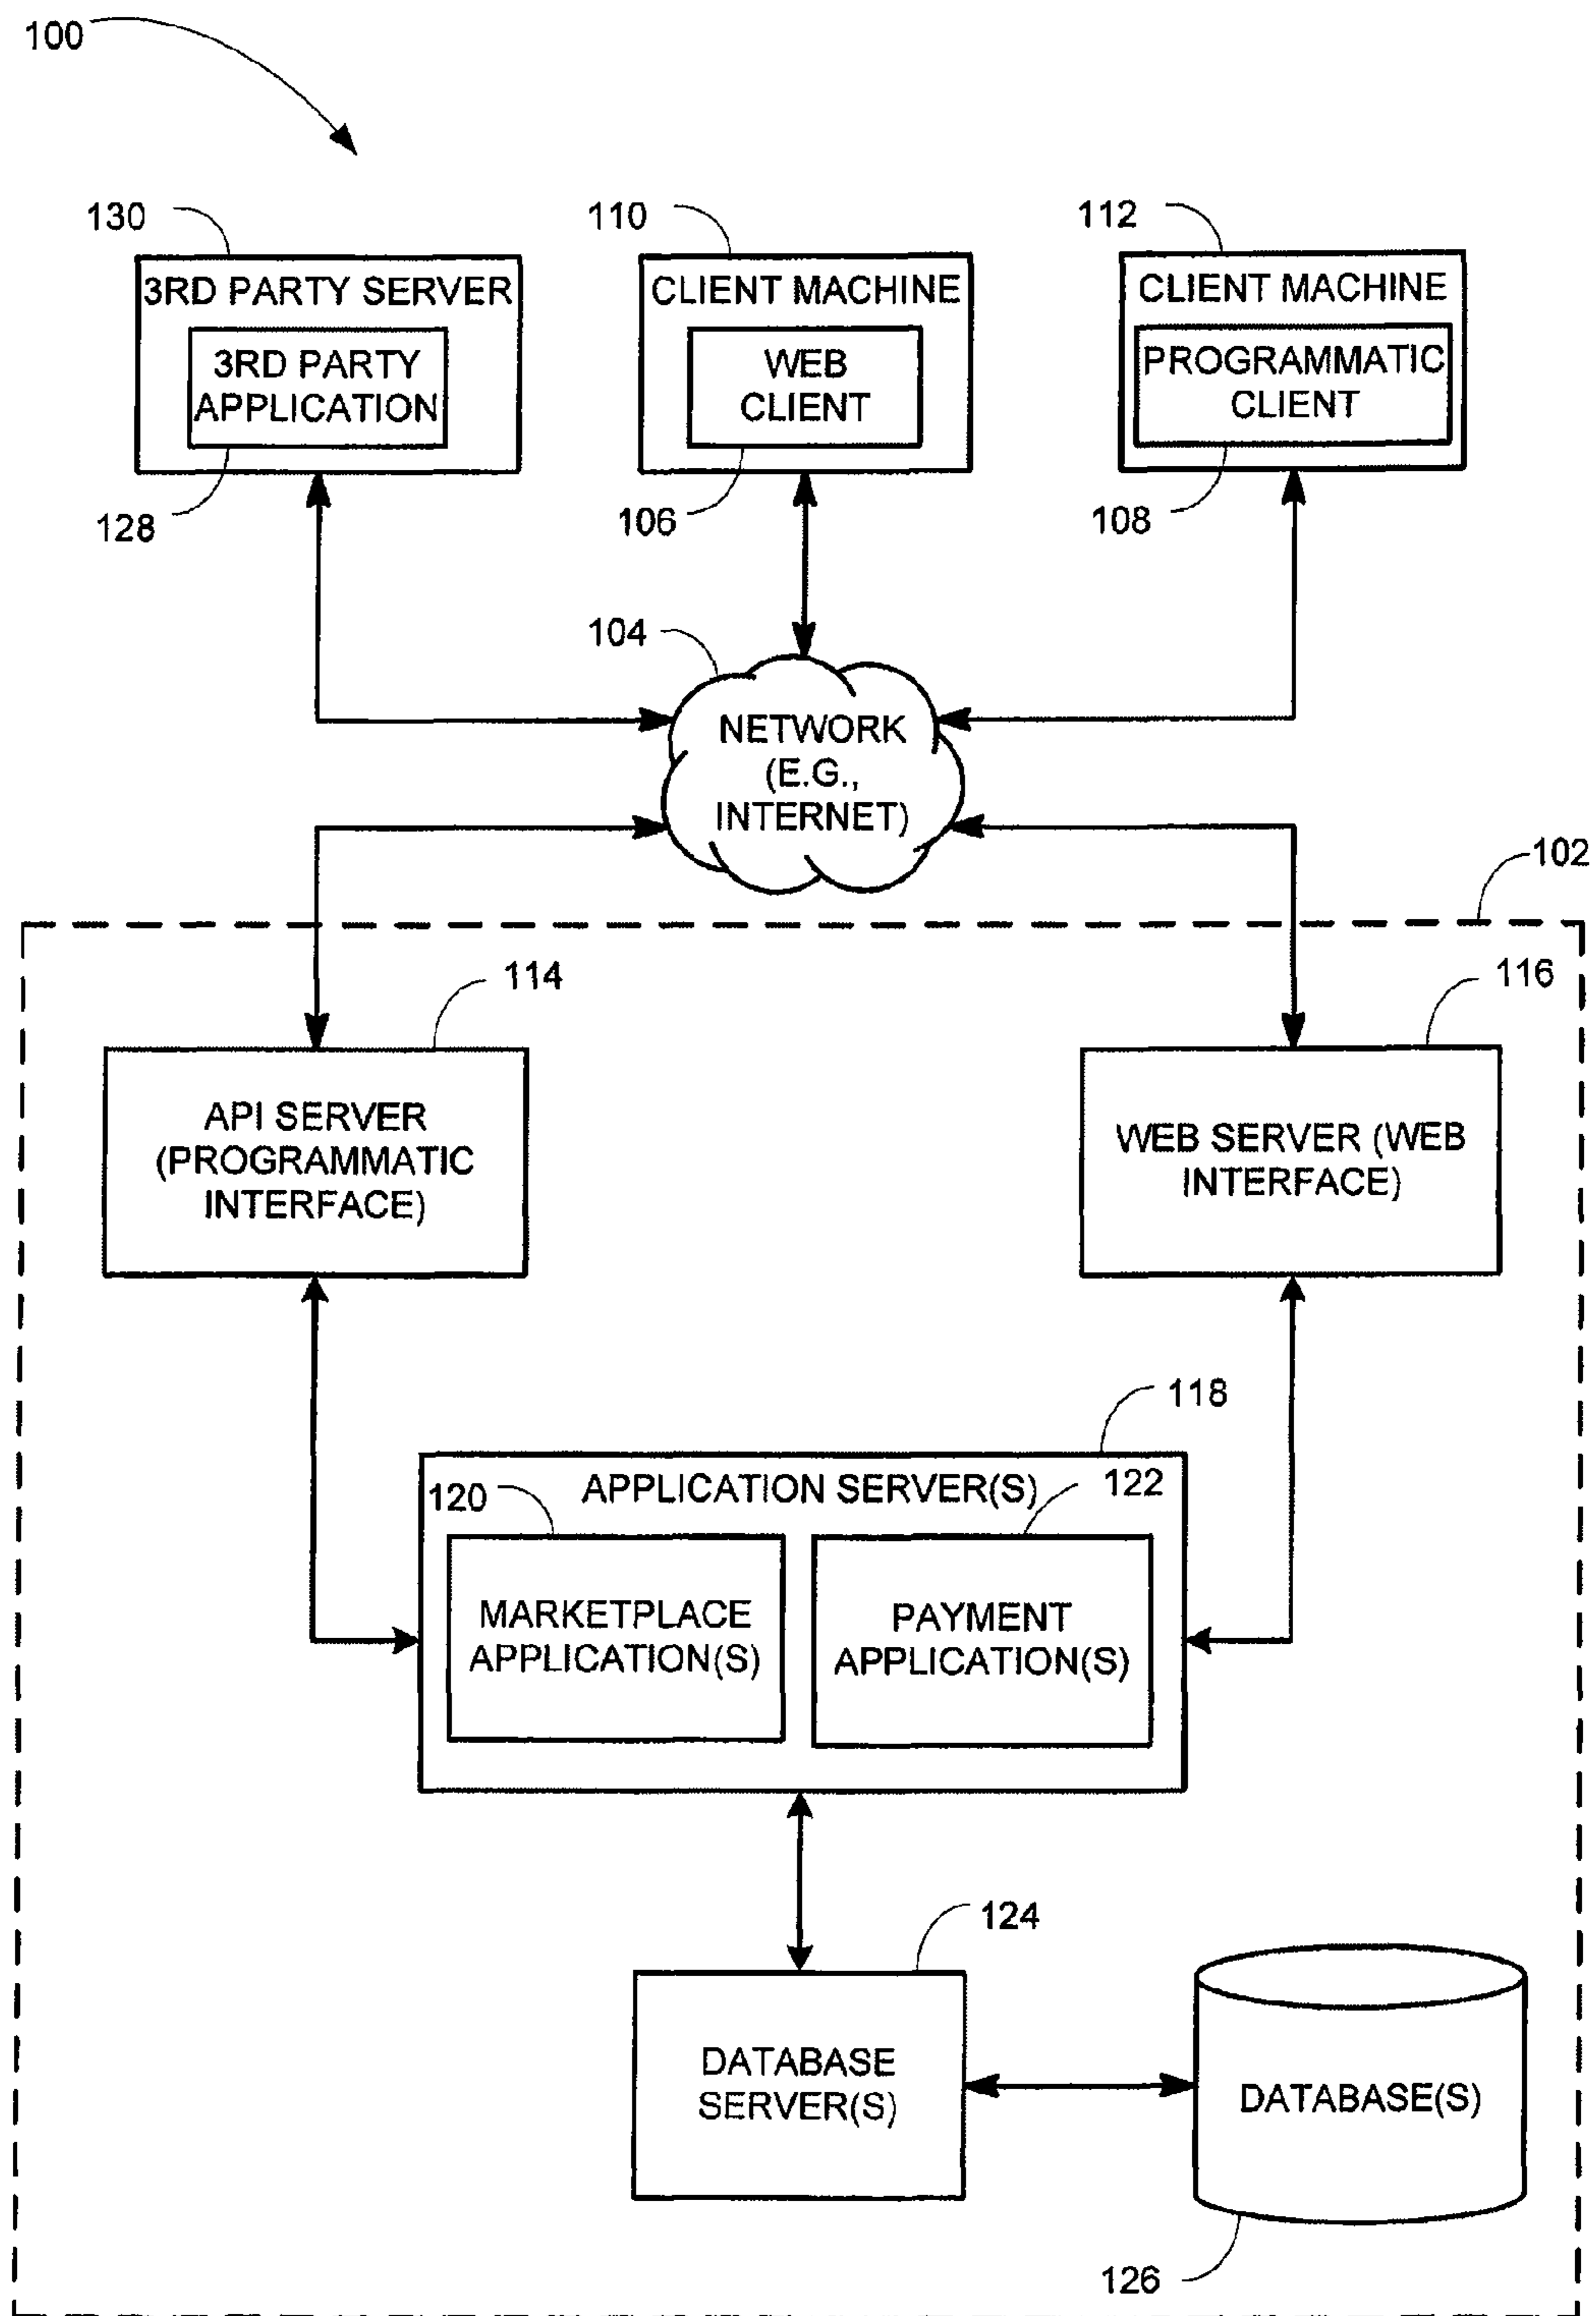 100
130
110
112
3RD PARTY SERVER
CLIENT MACHINE
CLIENT MACHINE
3RD PARTY
APPLICATION
WEB
CLIENT
PROGRAMMATIC
CLIENT
128
106
108
104
NETWORK
(E.G.,
INTERNET)
102
114
116
API SERVER
(PROGRAMMATIC
INTERFACE)
WEB SERVER (WEB
INTERFACE)
118
APPLICATION SERVER(S)
120
122
MARKETPLACE
APPLICATION(S)
PAYMENT
APPLICATION(S)
124
DATABASE
SERVER(S)
DATABASE(S)
126